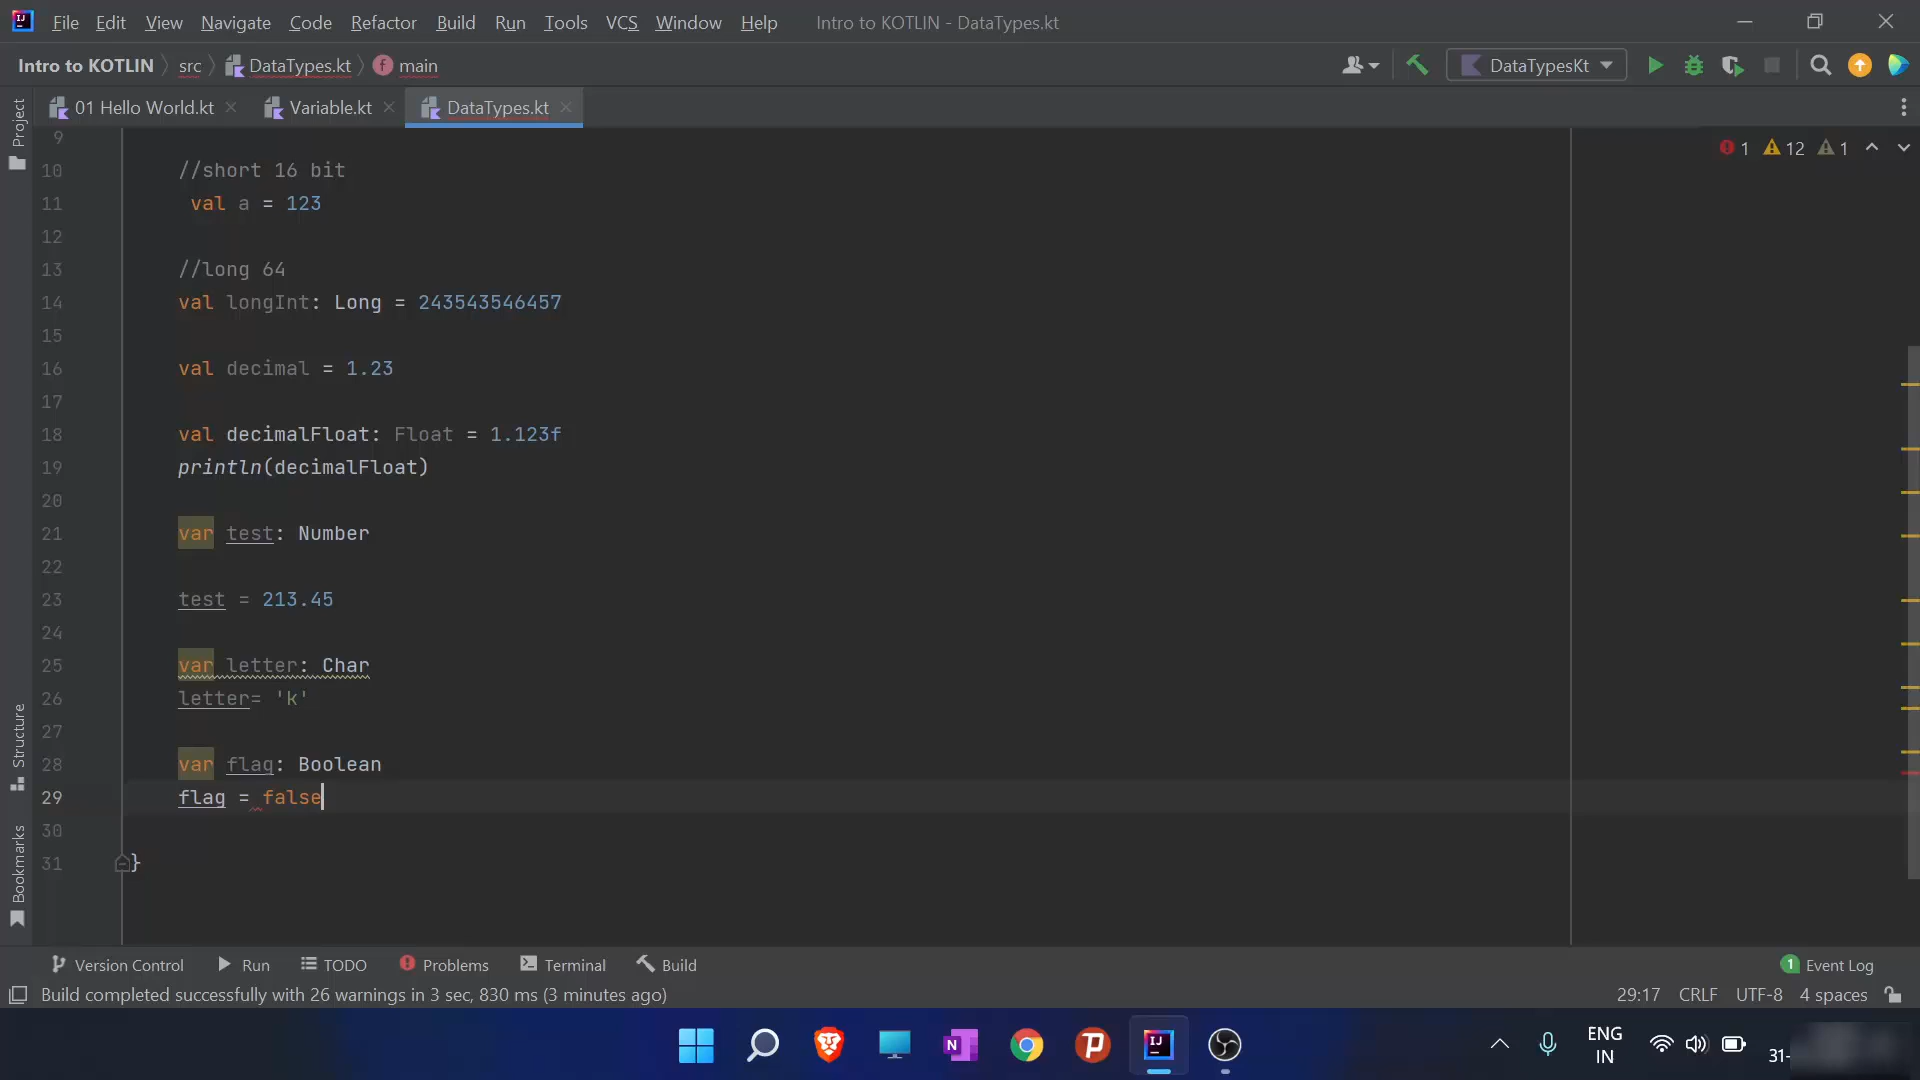 File Edit View Navigate Code Refactor Build Run Tools VCS Window Help Intro to KOTLIN - DataTypes.kt
Intro to KOTLIN src DataTypes.kt main DataTypesKt
01 Hello World.kt Variable.kt DataTypes.kt
Project
1 12 1
9
10 //short 16 bit
11 val a = 123
12
13 //long 64
14 val longInt: Long = 243543546457
15
16 val decimal = 1.23
17
18 val decimalFloat: Float = 1.123f
19 println(decimalFloat)
20
21 var test: Number
22
23 test = 213.45
24
25 var letter: Char
26 letter= 'k'
27
28 var flag: Boolean
29 flag = false
30
31 }
Structure
Bookmarks
Version Control Run TODO Problems Terminal Build 1 Event Log
Build completed successfully with 26 warnings in 3 sec, 830 ms (3 minutes ago) 29:17 CRLF UTF-8 4 spaces
ENG
IN
31-